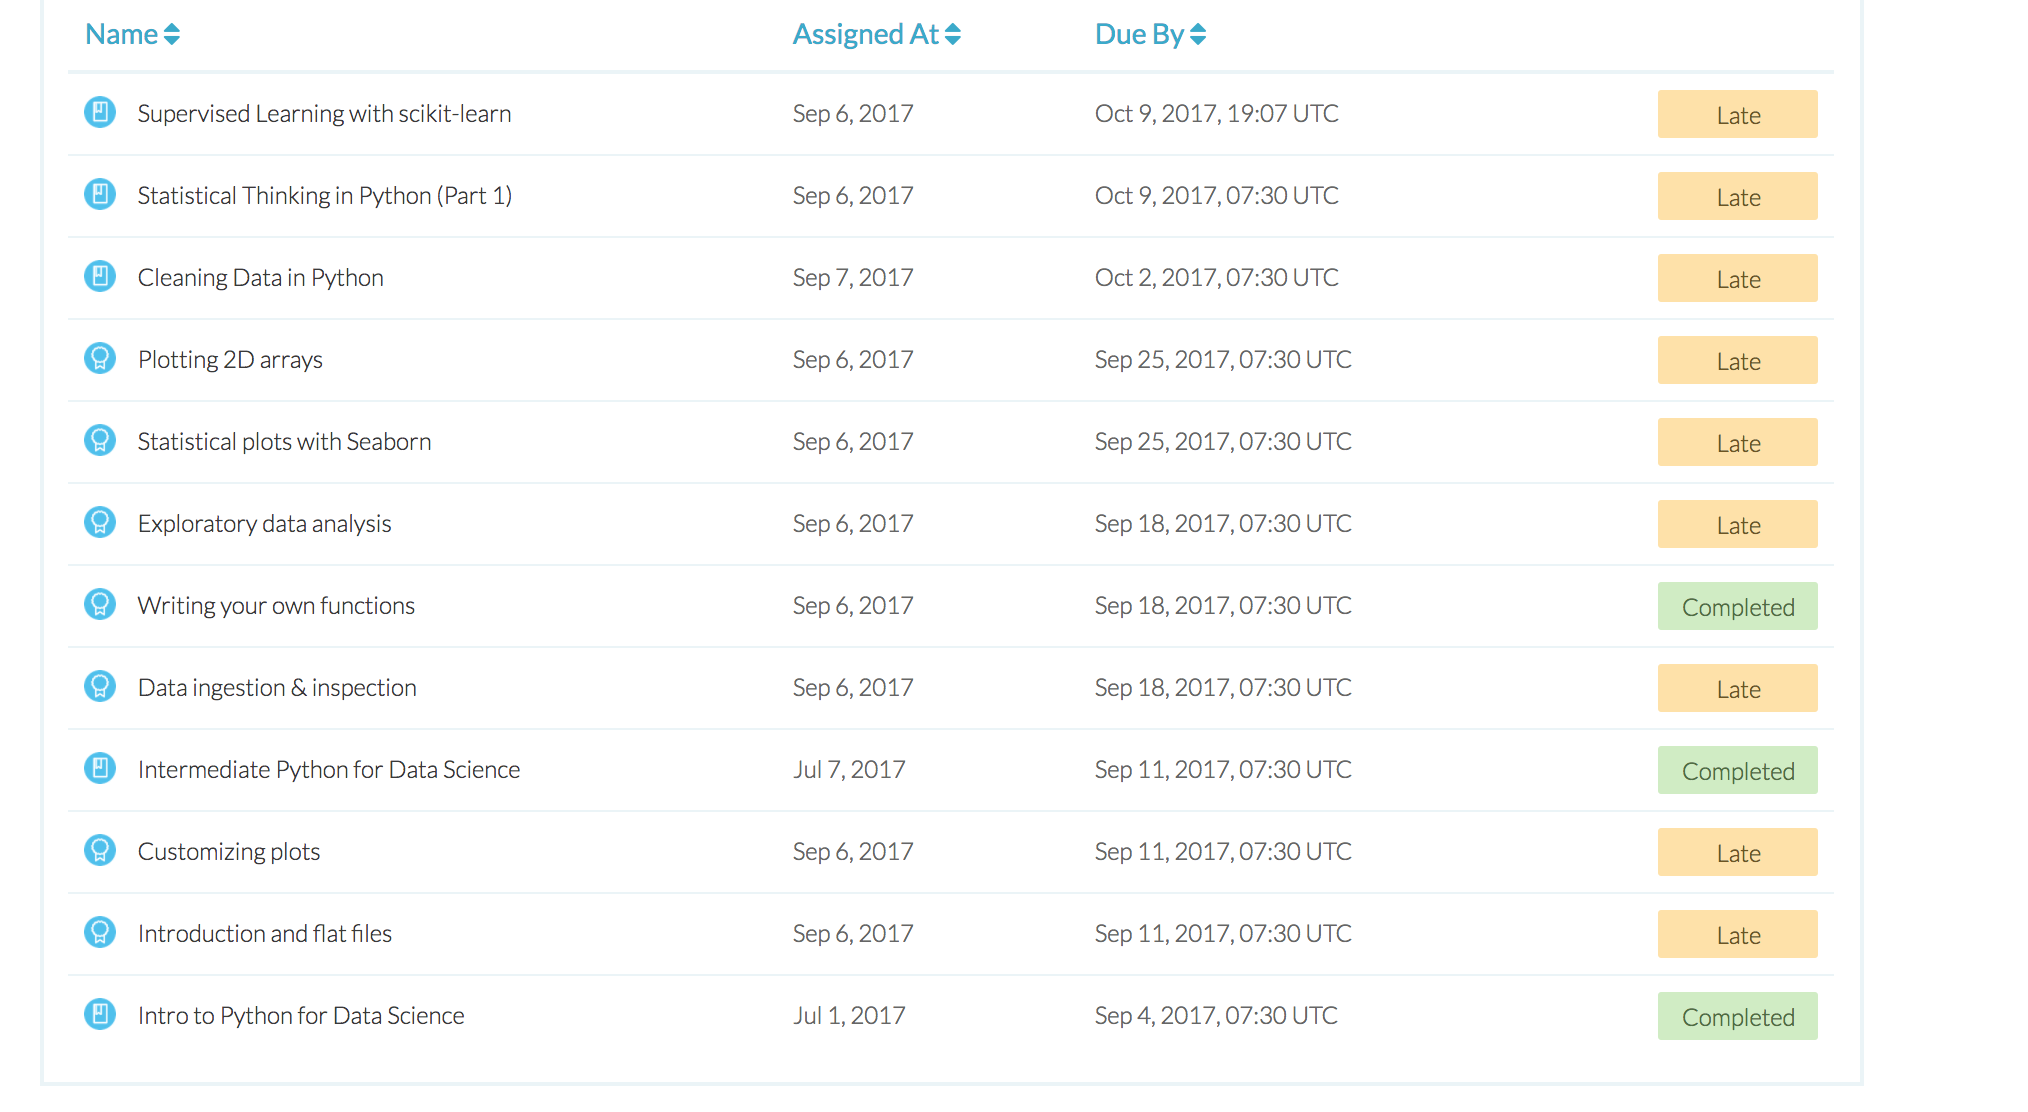 Name Assigned At Due By
Supervised Learning with scikit-learn Sep 6, 2017 Oct 9, 2017, 19:07 UTC Late
Statistical Thinking in Python (Part 1) Sep 6, 2017 Oct 9, 2017, 07:30 UTC Late
Cleaning Data in Python Sep 7, 2017 Oct 2, 2017, 07:30 UTC Late
Plotting 2D arrays Sep 6, 2017 Sep 25, 2017, 07:30 UTC Late
Statistical plots with Seaborn Sep 6, 2017 Sep 25, 2017, 07:30 UTC Late
Exploratory data analysis Sep 6, 2017 Sep 18, 2017, 07:30 UTC Late
Writing your own functions Sep 6, 2017 Sep 18, 2017, 07:30 UTC Completed
Data ingestion & inspection Sep 6, 2017 Sep 18, 2017, 07:30 UTC Late
Intermediate Python for Data Science Jul 7, 2017 Sep 11, 2017, 07:30 UTC Completed
Customizing plots Sep 6, 2017 Sep 11, 2017, 07:30 UTC Late
Introduction and flat files Sep 6, 2017 Sep 11, 2017, 07:30 UTC Late
Intro to Python for Data Science Jul 1, 2017 Sep 4, 2017, 07:30 UTC Completed